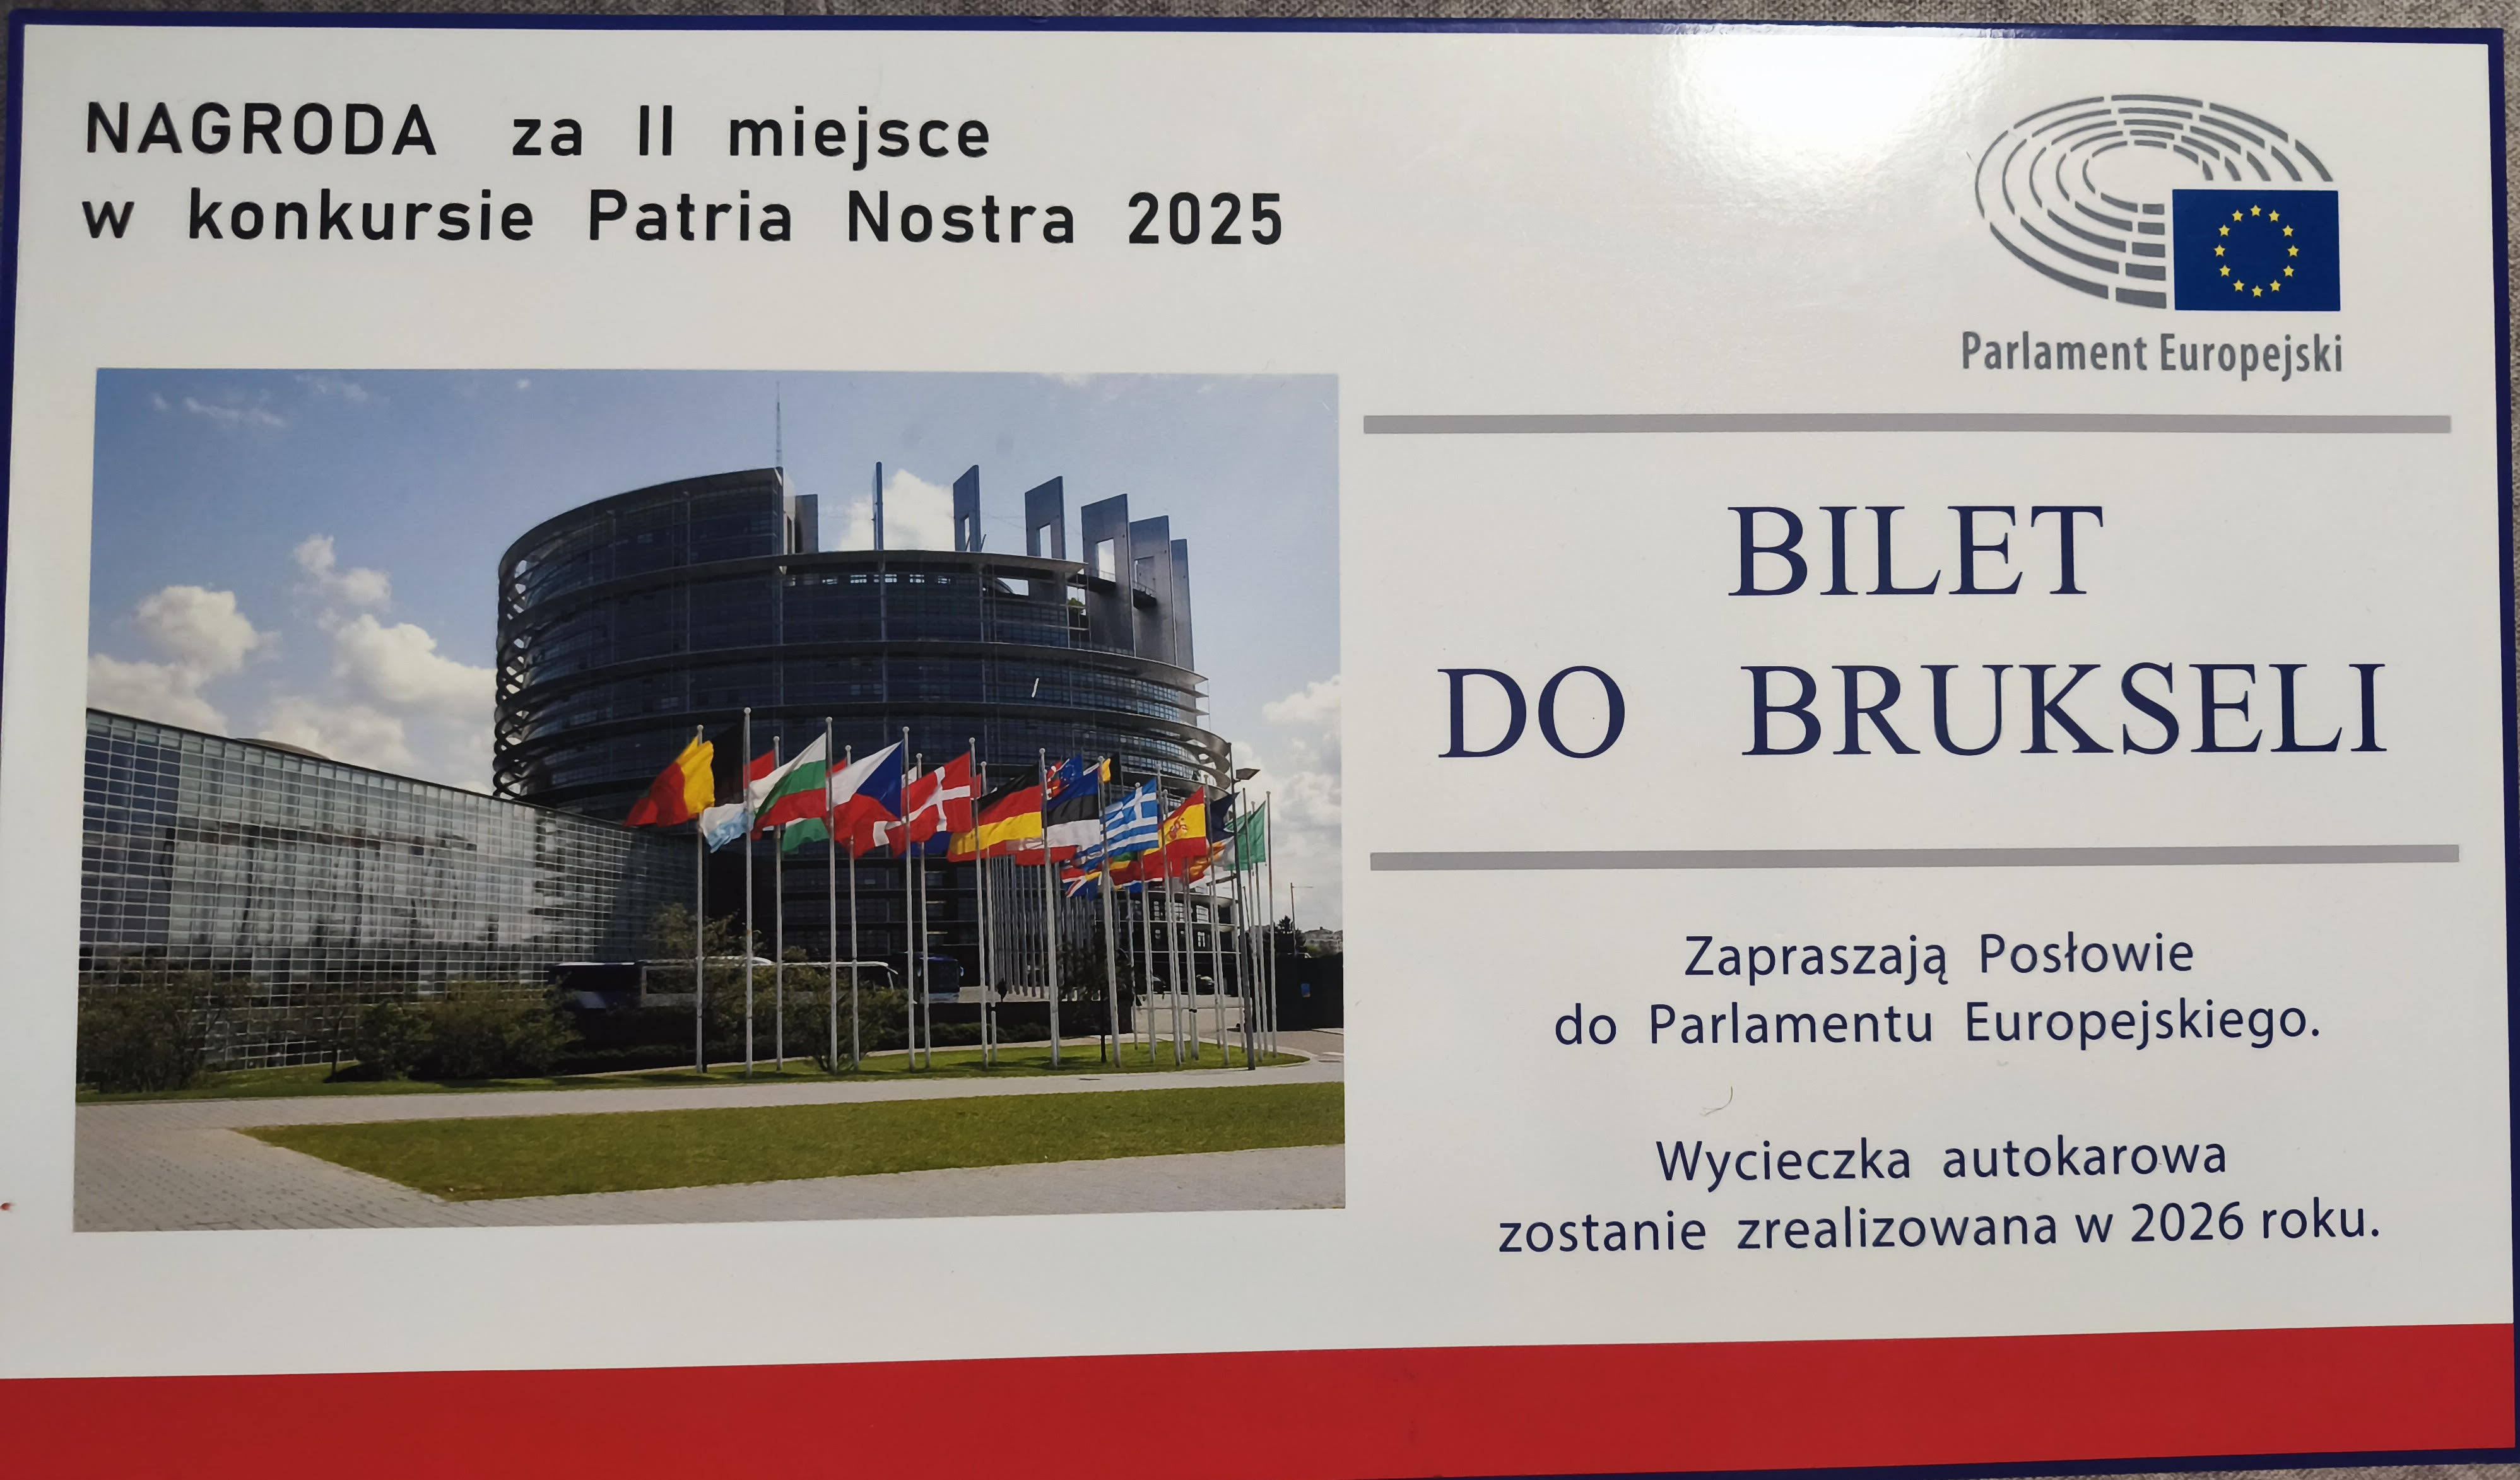 NAGRODA za II miejsce
w konkursie Patria Nostra 2025
Parlament Europejski
BILET
DO BRUKSELI
Zapraszają Posłowie
do Parlamentu Europejskiego.
Wycieczka autokarowa
zostanie zrealizowana w 2026 roku.